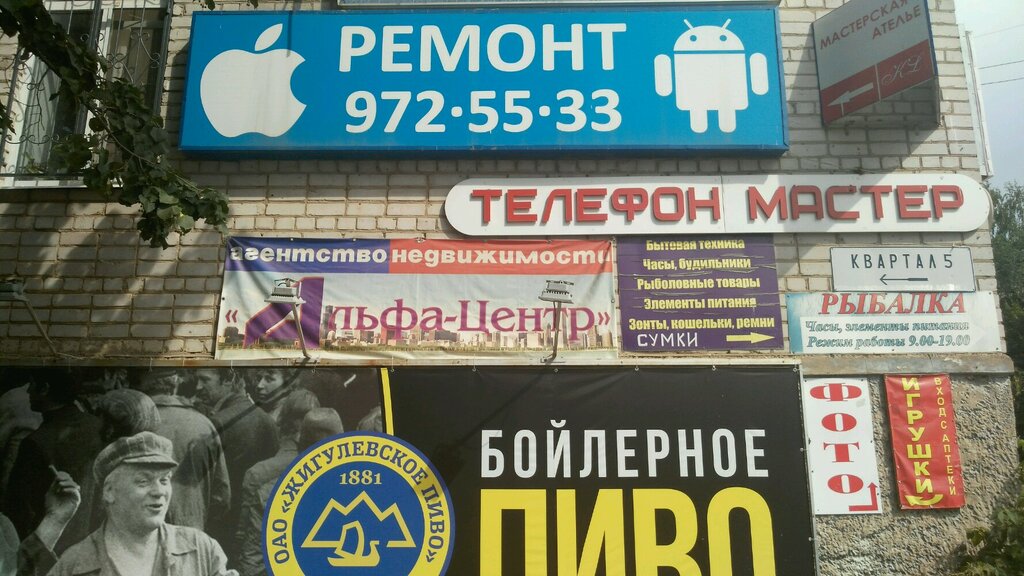 РЕМОНТ
972·55·33
МАСТЕРСКАЯ
АТЕЛЬЕ
ТЕЛЕФОН МАСТЕР
агентство недвижимости
«Альфа-Центр»
Бытевая техника
Часы, будильники
Рыболовные товары
Элементы питания
Зонты, кошельки, ремни
СУМКИ
КВАРТАЛ 5
РЫБАЛКА
Часы, элементы питания
Режим работы 9.00-19.00
БОЙЛЕРНОЕ
ПИВО
ОАО «ЖИГУЛЕВСКОЕ ПИВО»
1881
ФОТО
ИГРУШКИ
ВХОД С АПТЕКИ